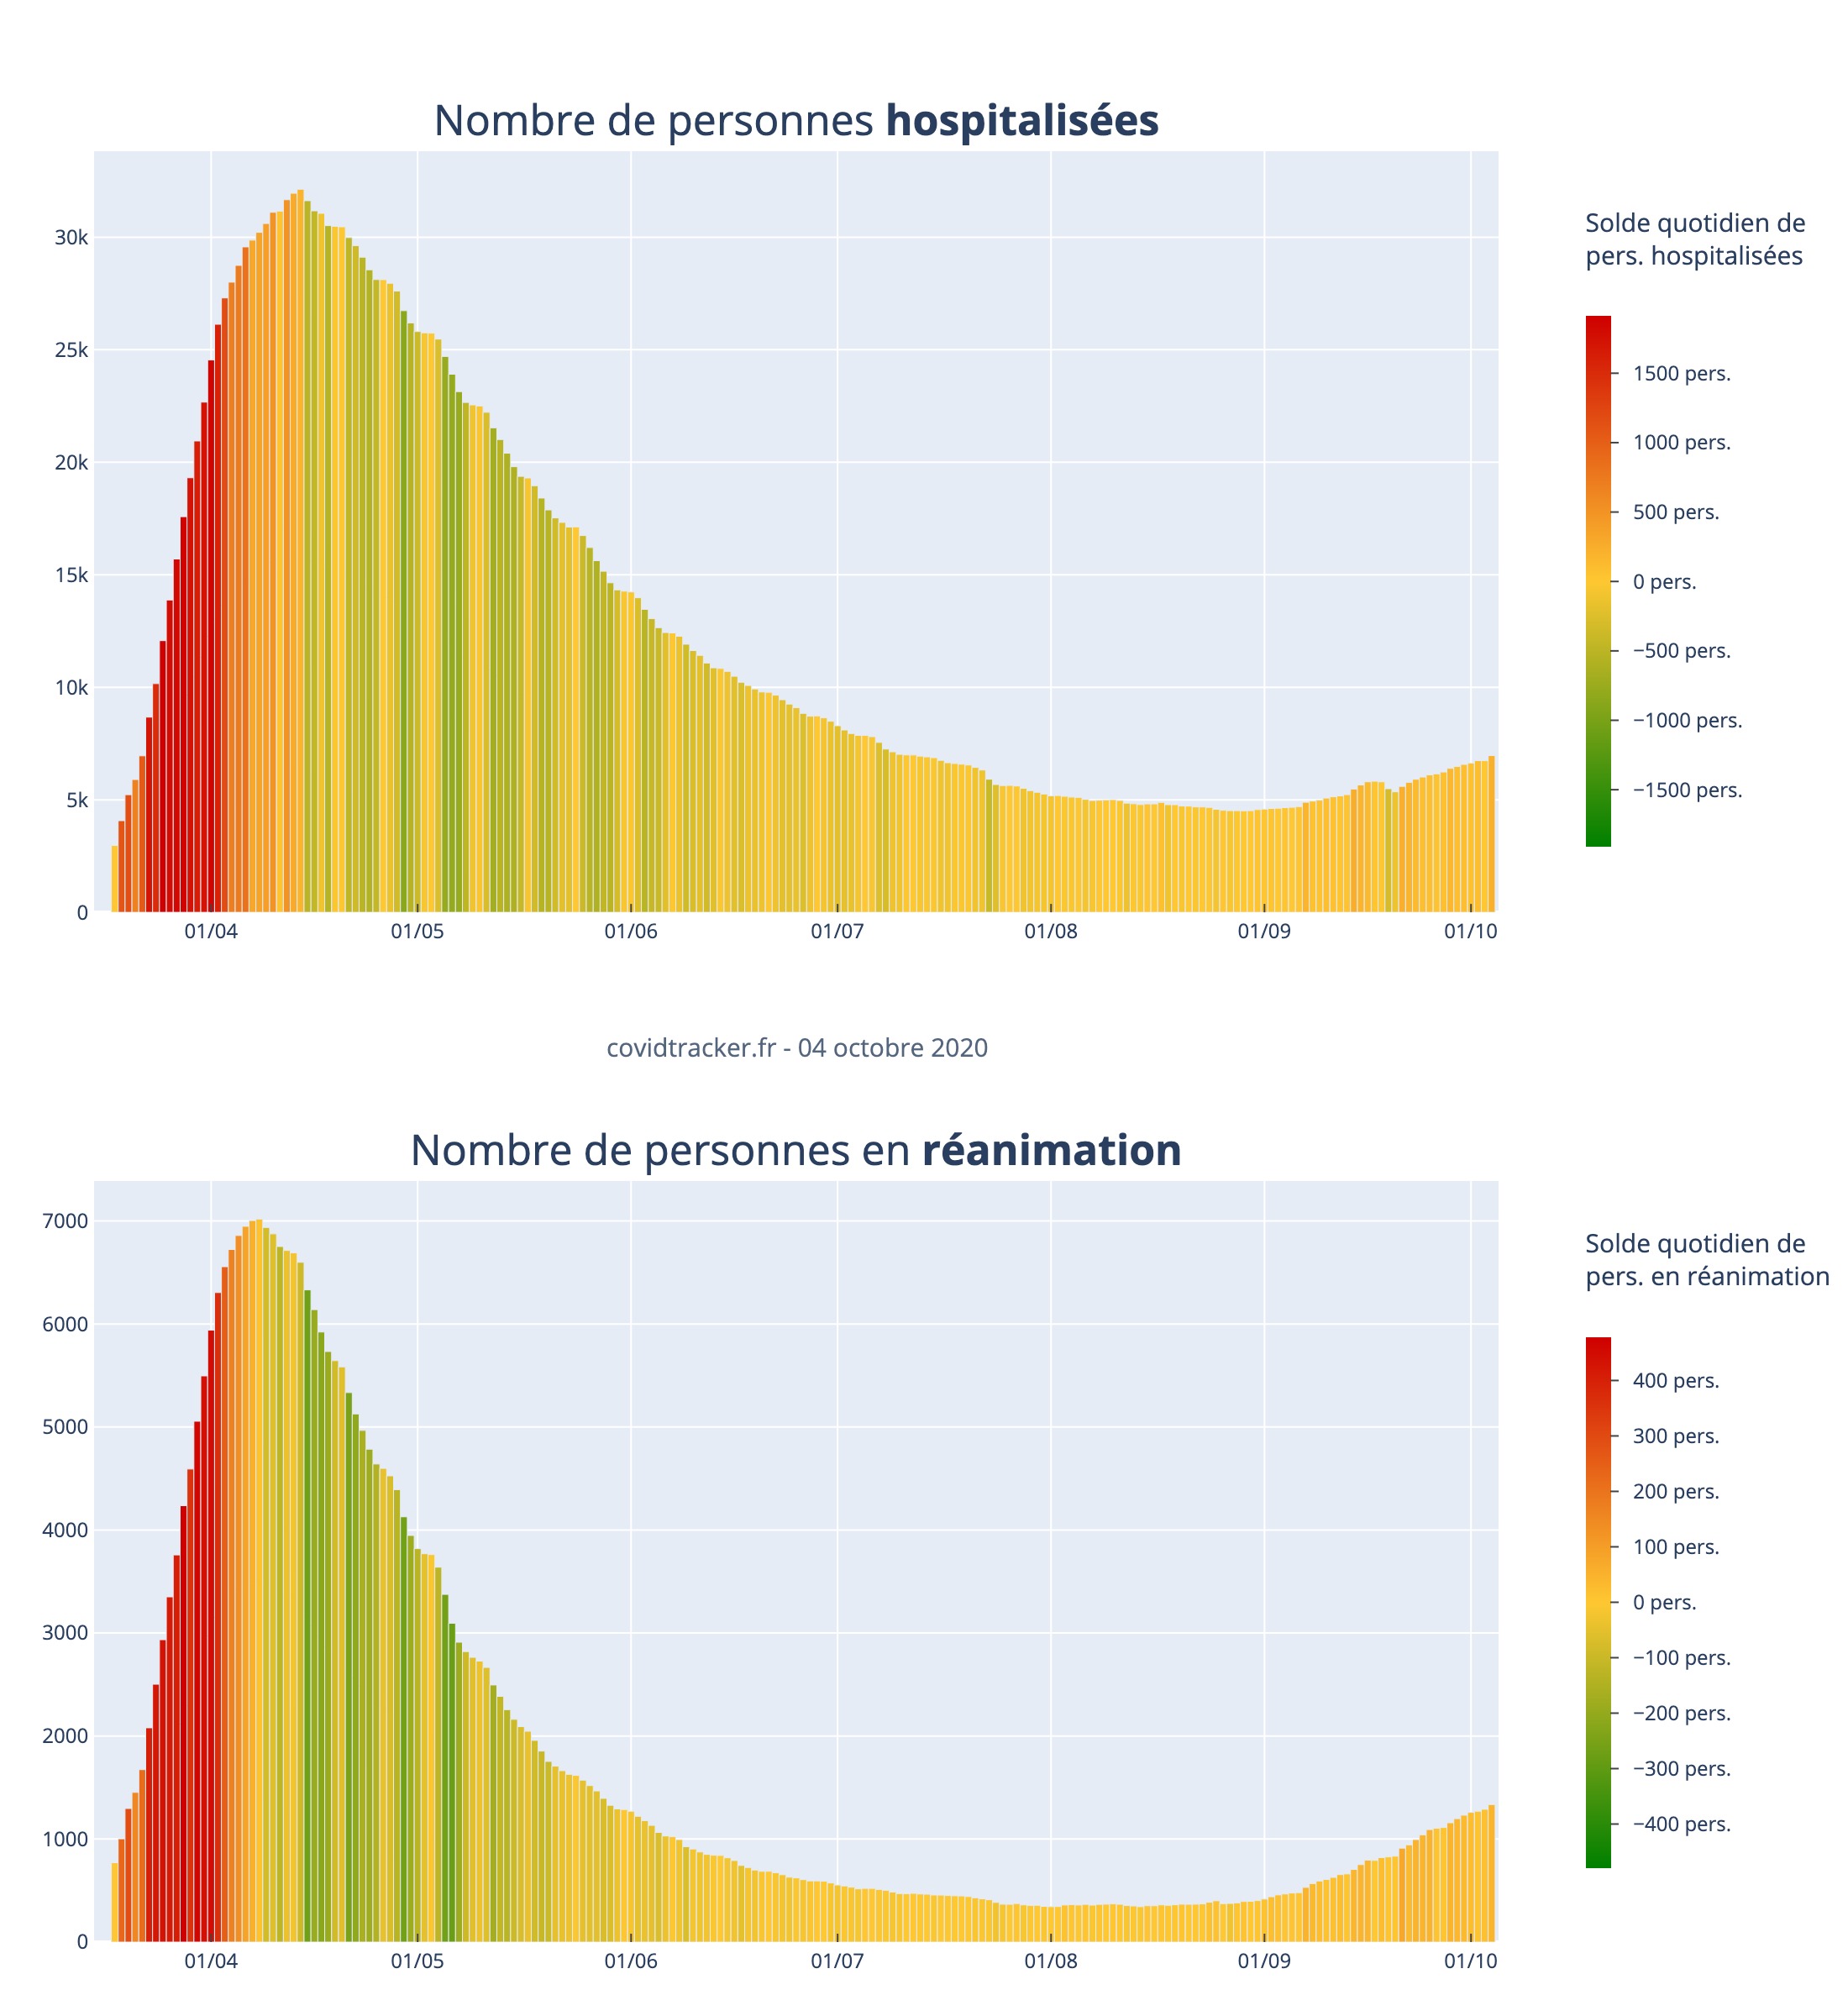 Nombre de personnes hospitalisées
30k
25k
20k
15k
10k
5k
0
01/04 01/05 01/06 01/07 01/08 01/09 01/10
Solde quotidien de
pers. hospitalisées
1500 pers.
1000 pers.
500 pers.
0 pers.
−500 pers.
−1000 pers.
−1500 pers.
covidtracker.fr - 04 octobre 2020
Nombre de personnes en réanimation
7000
6000
5000
4000
3000
2000
1000
0
01/04 01/05 01/06 01/07 01/08 01/09 01/10
Solde quotidien de
pers. en réanimation
400 pers.
300 pers.
200 pers.
100 pers.
0 pers.
−100 pers.
−200 pers.
−300 pers.
−400 pers.